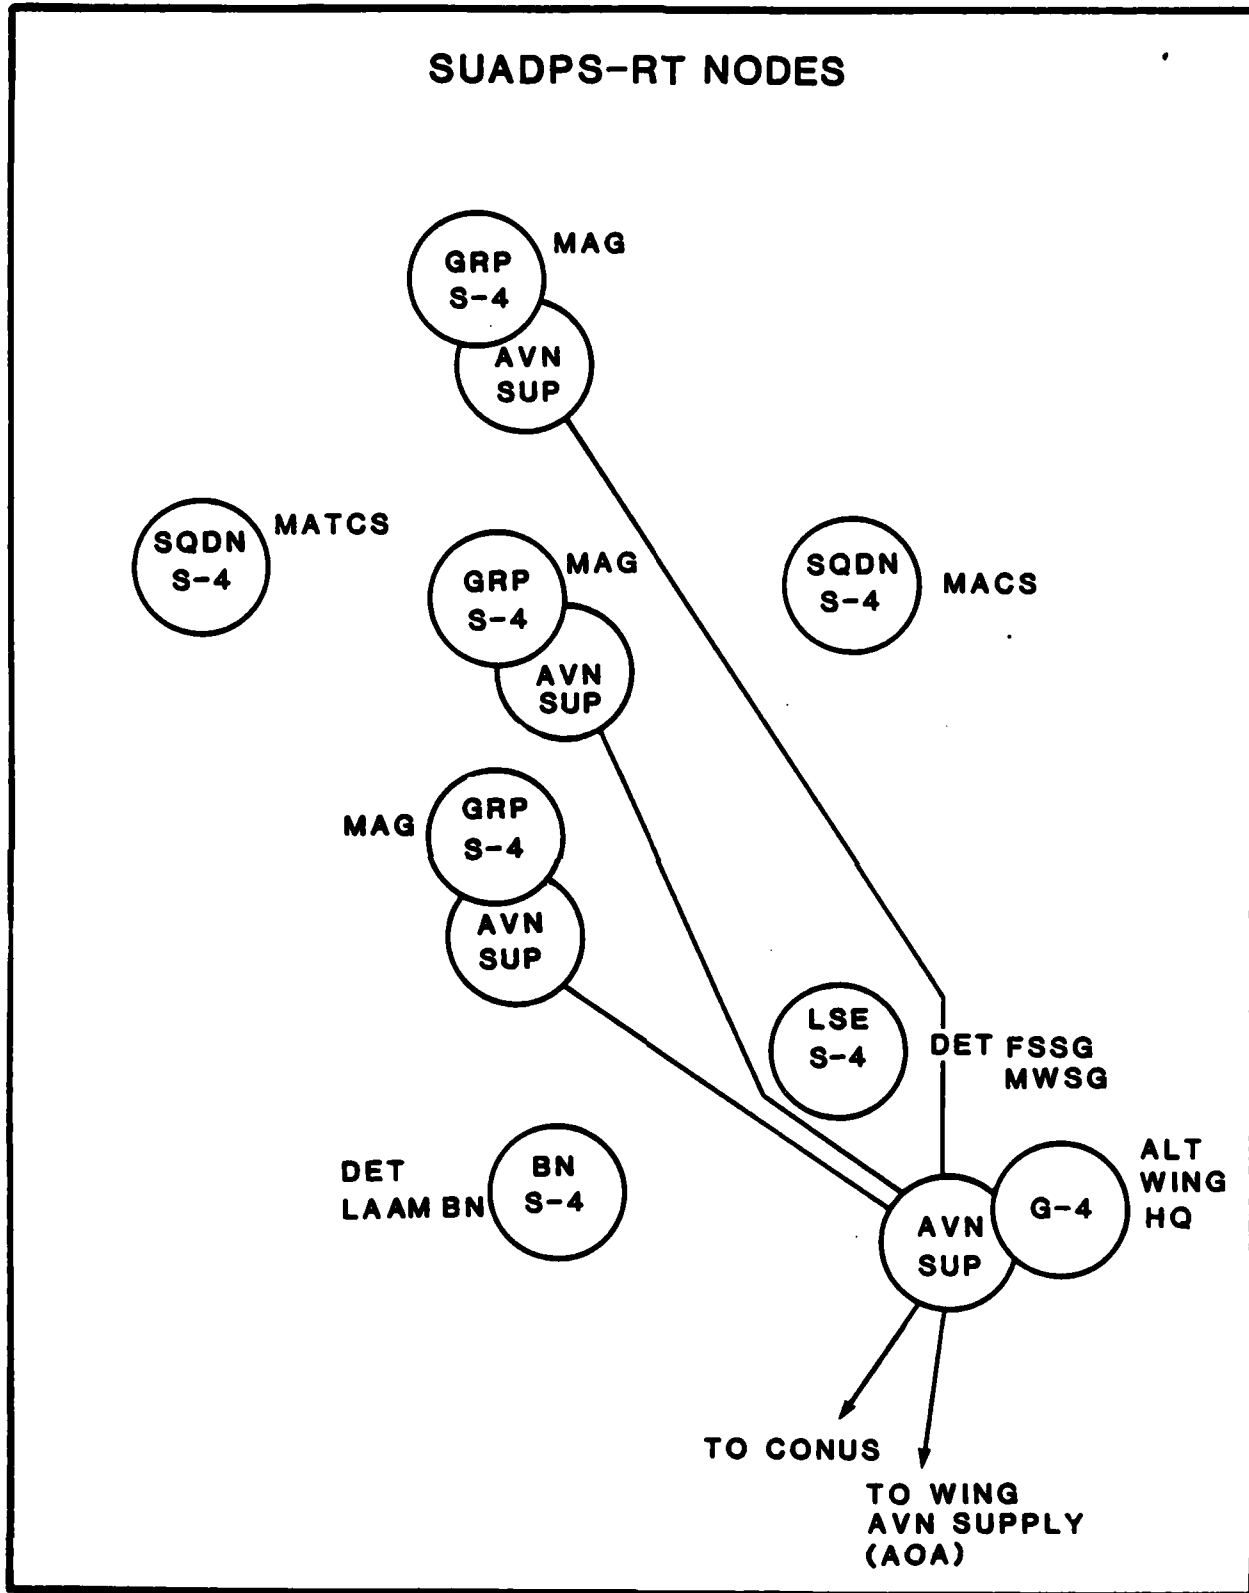 SUADPS-RT NODES
GRP
S-4
MAG
AVN
SUP
SQDN
S-4
MATCS
GRP
S-4
MAG
AVN
SUP
SQDN
S-4
MACS
MAG
GRP
S-4
AVN
SUP
LSE
S-4
DET FSSG
MWSG
DET
LAAM BN
BN
S-4
AVN
SUP
G-4
ALT
WING
HQ
TO CONUS
TO WING
AVN SUPPLY
(AOA)